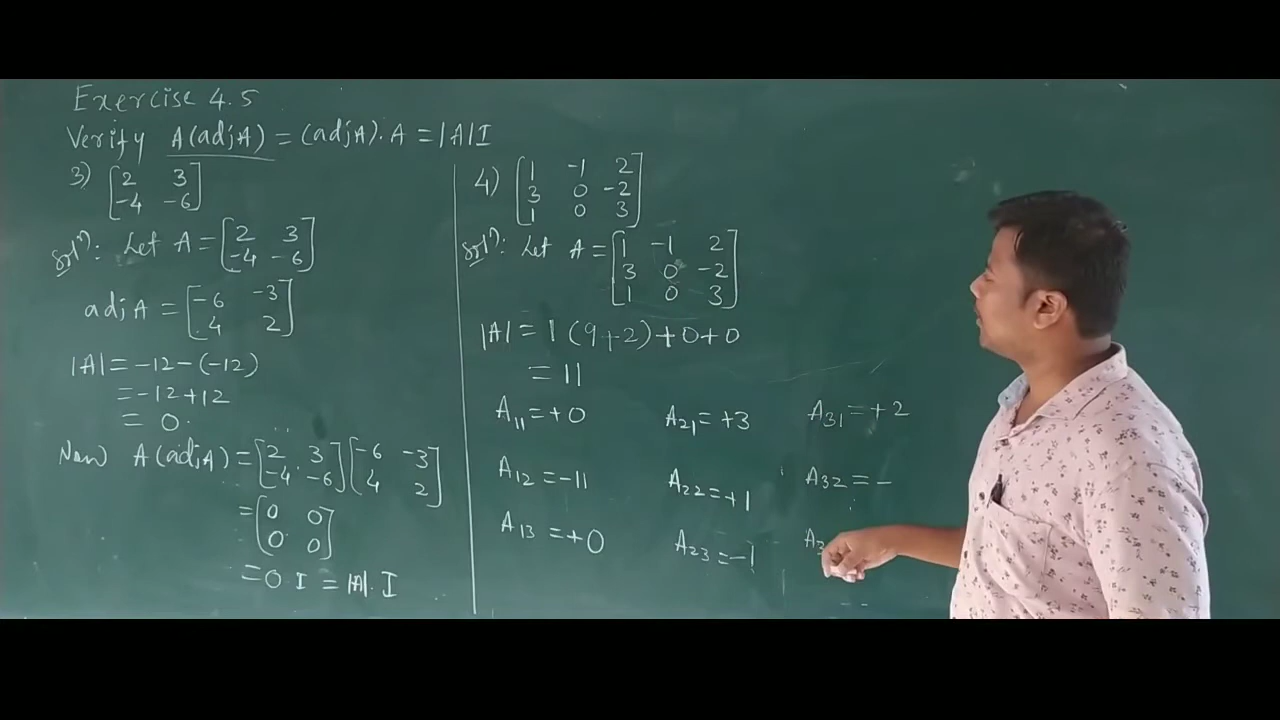 Exercise 4.5
Verify A(adjA) = (adjA). A = |A| I
3) [2 3
-4 -6]
Solⁿ: Let A = [2 3
-4 -6]
adj A = [-6 -3
4 2]
|A| = -12 - (-12)
= -12 + 12
= 0.
Now A(adjA) = [2 3 [-6 -3
-4 -6] 4 2]
= [0 0
0 0]
= 0. I = |A|. I
4) [1 -1 2
3 0 -2
1 0 3]
Solⁿ: Let A = [1 -1 2
3 0 -2
1 0 3]
|A| = 1 (9+2) + 0 + 0
= 11
A₁₁ = +0 A₂₁ = +3 A₃₁ = +2
A₁₂ = -11 A₂₂ = +1 A₃₂ = -
A₁₃ = +0 A₂₃ = -1